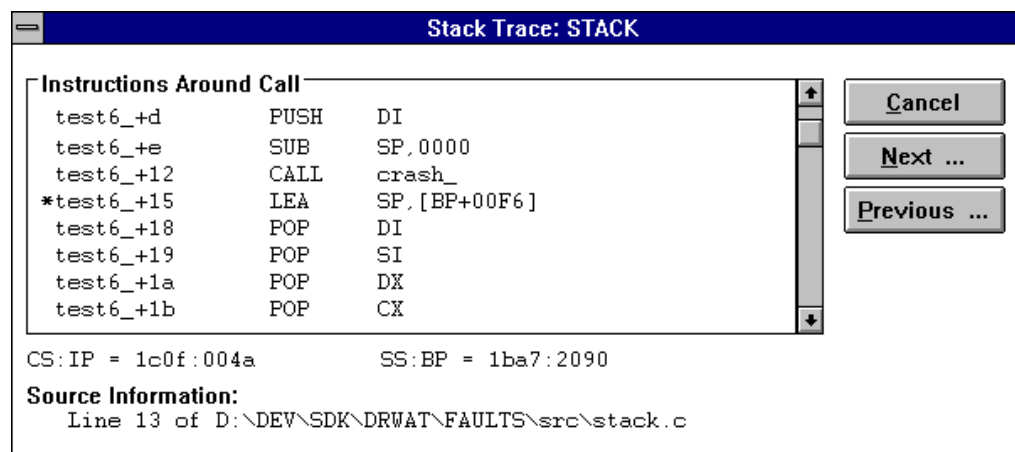 Stack Trace: STACK
Instructions Around Call
test6_+d PUSH DI
test6_+e SUB SP,0000
test6_+12 CALL crash_
*test6_+15 LEA SP,[BP+00F6]
test6_+18 POP DI
test6_+19 POP SI
test6_+1a POP DX
test6_+1b POP CX
Cancel
Next ...
Previous ...
CS:IP = 1c0f:004a SS:BP = 1ba7:2090
Source Information:
Line 13 of D:\DEV\SDK\DRWAT\FAULTS\src\stack.c